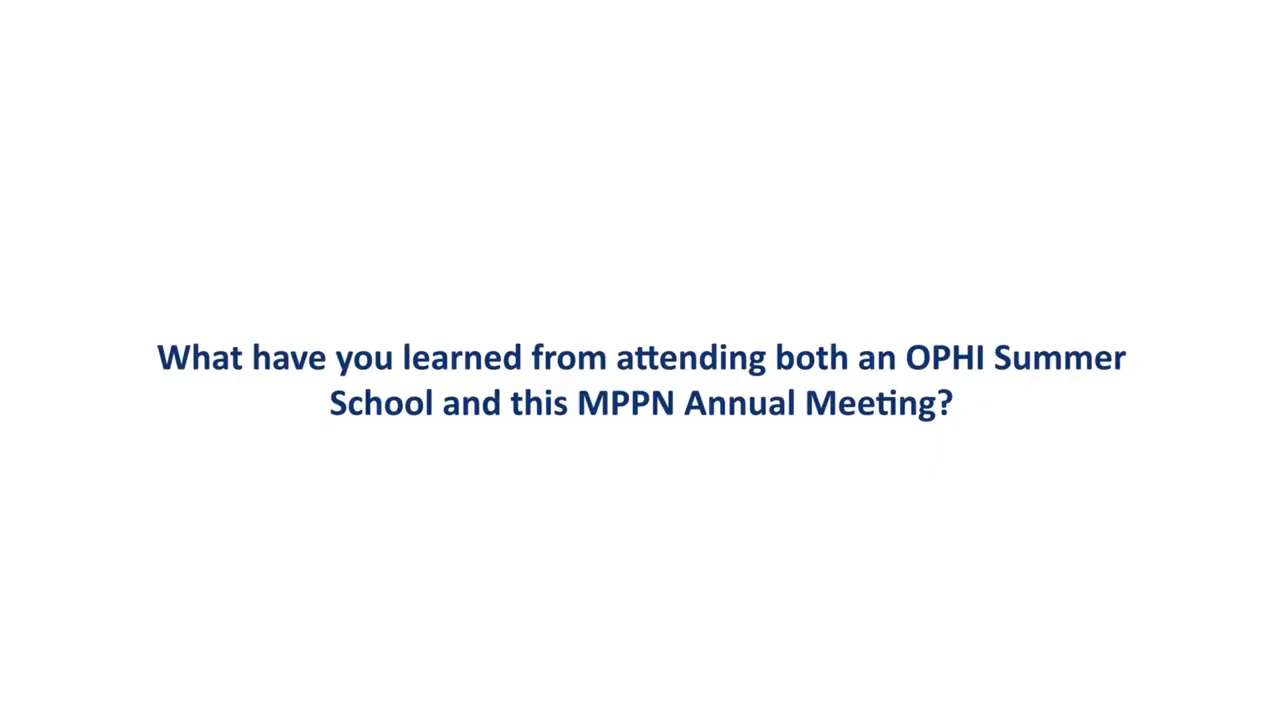 What have you learned from attending both an OPHI Summer
School and this MPPN Annual Meeting?